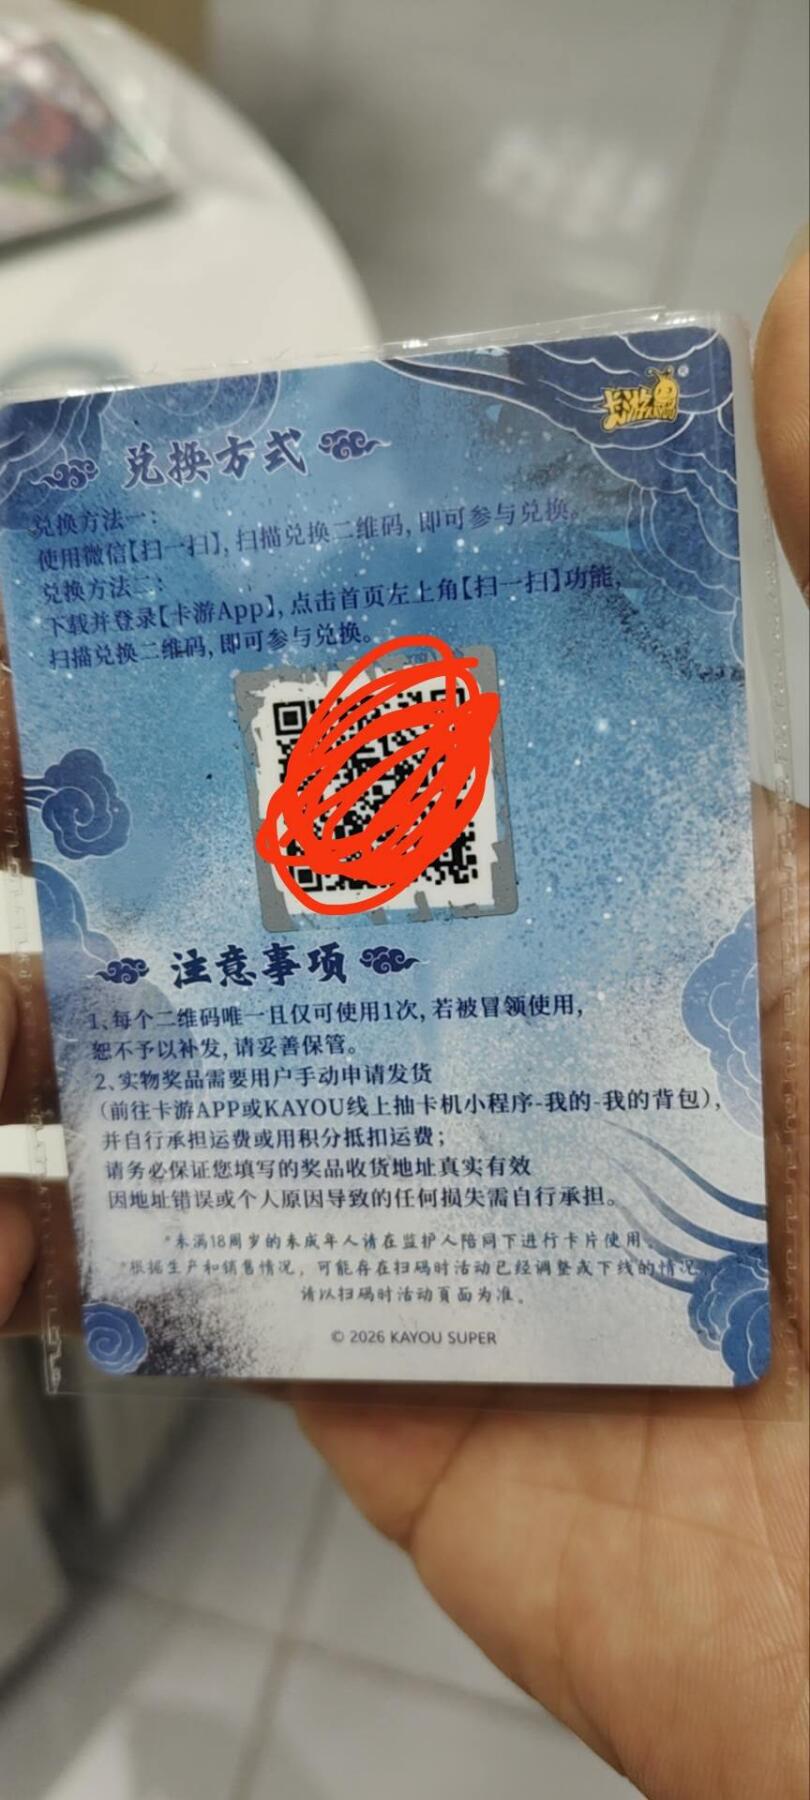 卡游
KAYOU
®
兑换方式
兑换方法一:
使用微信【扫一扫】, 扫描兑换二维码, 即可参与兑换。
兑换方法二:
下载并登录【卡游App】, 点击首页左上角【扫一扫】功能,
扫描兑换二维码, 即可参与兑换。
注意事项
1、每个二维码唯一且仅可使用1次, 若被冒领使用,
恕不予以补发, 请妥善保管。
2、实物奖品需要用户手动申请发货
(前往卡游APP或KAYOU线上抽卡机小程序-我的-我的背包),
并自行承担运费或用积分抵扣运费;
请务必保证您填写的奖品收货地址真实有效
因地址错误或个人原因导致的任何损失需自行承担。
*未满18周岁的未成年人请在监护人陪同下进行卡片使用。
*根据生产和销售情况, 可能存在扫码时活动已经调整或下线的情况,
请以扫码时活动页面为准。
© 2026 KAYOU SUPER